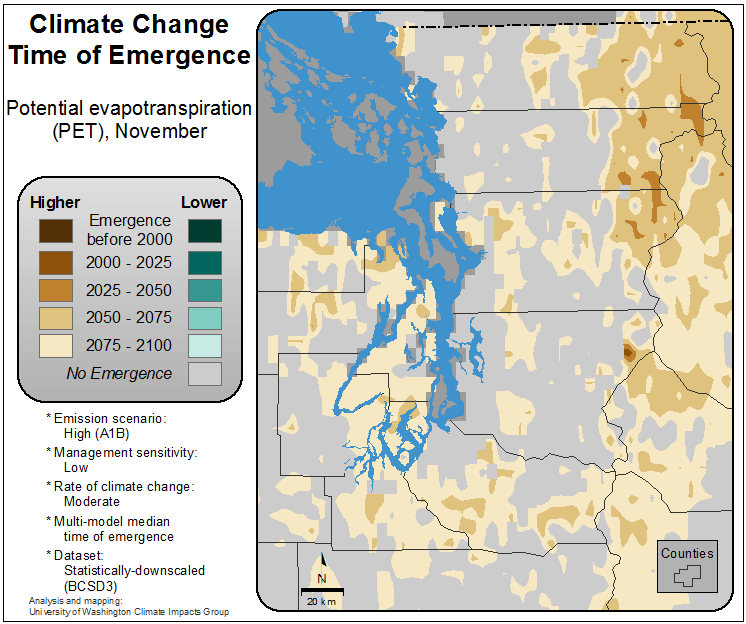 Climate Change
Time of Emergence
Potential evapotranspiration
(PET), November
Higher Lower
Emergence
before 2000
2000 - 2025
2025 - 2050
2050 - 2075
2075 - 2100
No Emergence
* Emission scenario:
High (A1B)
* Management sensitivity:
Low
* Rate of climate change:
Moderate
* Multi-model median
time of emergence
* Dataset:
Statistically-downscaled
(BCSD3)
Analysis and mapping:
University of Washington Climate Impacts Group
N
20 km
Counties